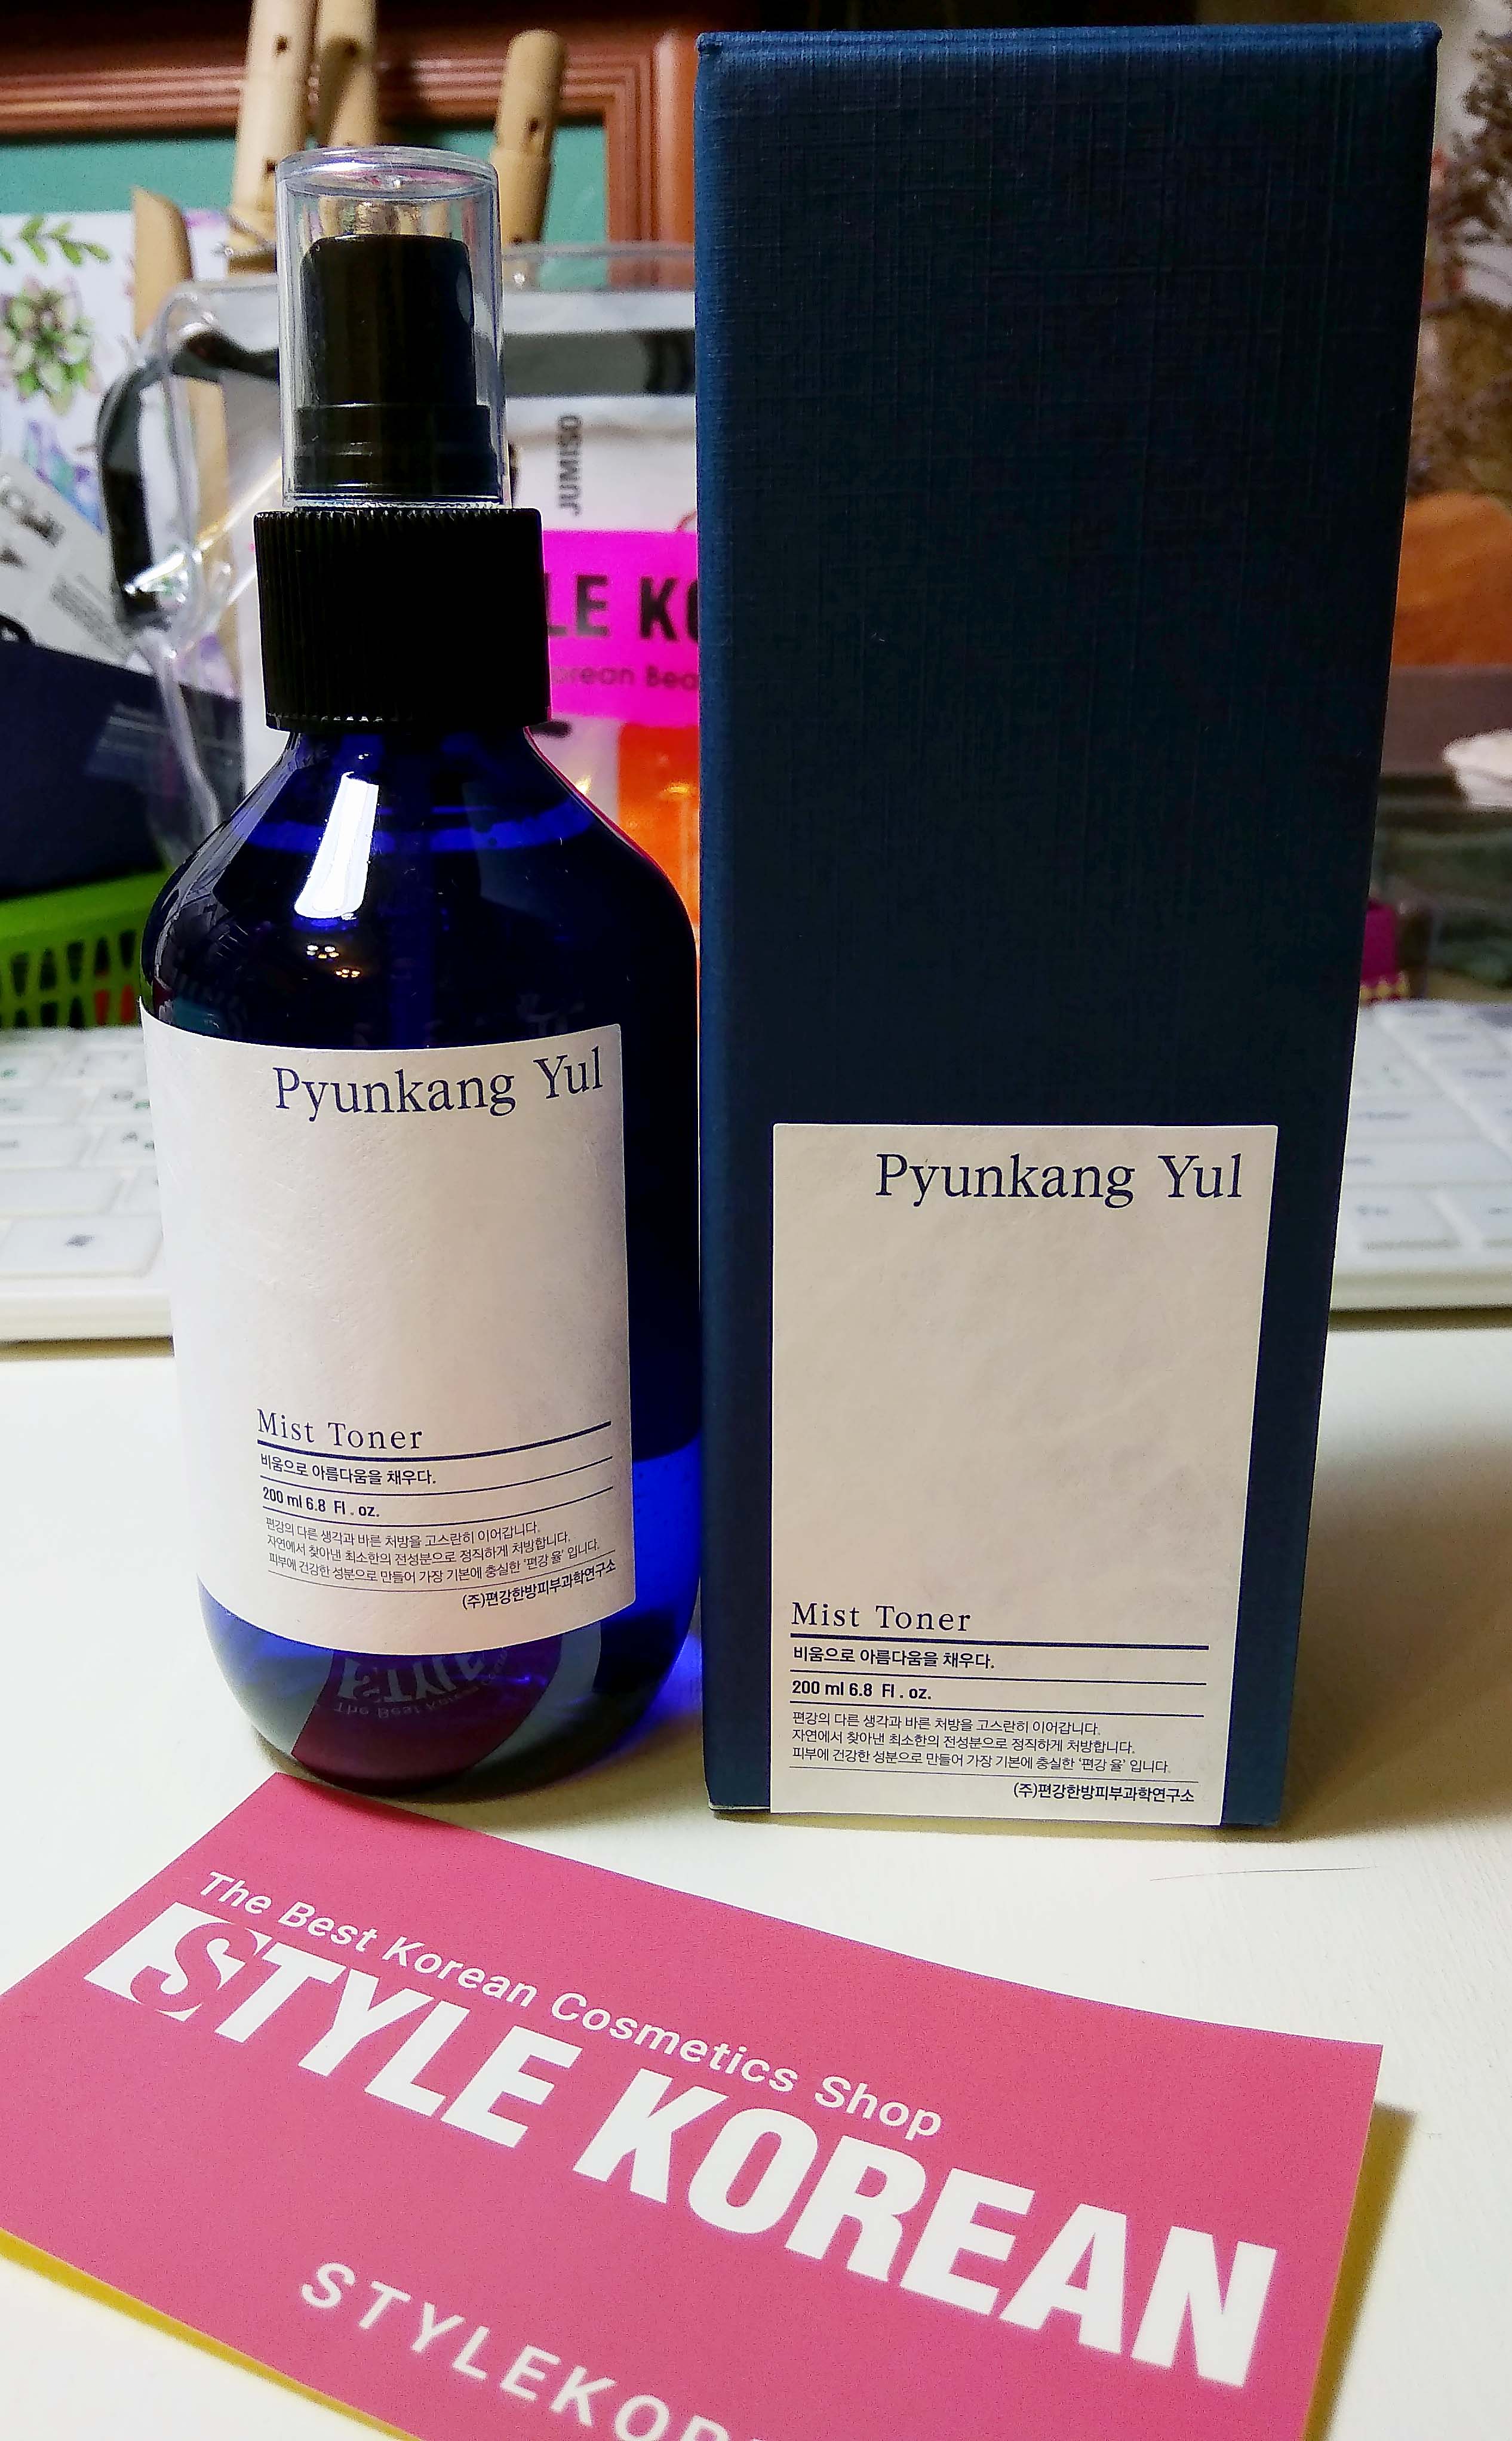 JUMISO
LE KO
orean Bea
Pyunkang Yul
Mist Toner
비움으로 아름다움을 채우다.
200 ml 6.8 Fl . oz.
편강의 다른 생각과 바른 처방을 고스란히 이어갑니다.
자연에서 찾아낸 최소한의 전성분으로 정직하게 처방합니다.
피부에 건강한 성분으로 만들어 가장 기본에 충실한 '편강 율' 입니다.
(주)편강한방피부과학연구소
Pyunkang Yul
Mist Toner
비움으로 아름다움을 채우다.
200 ml 6.8 Fl . oz.
편강의 다른 생각과 바른 처방을 고스란히 이어갑니다.
자연에서 찾아낸 최소한의 전성분으로 정직하게 처방합니다.
피부에 건강한 성분으로 만들어 가장 기본에 충실한 '편강 율' 입니다.
(주)편강한방피부과학연구소
The Best Korean Cosmetics Shop
STYLE KOREAN
STYLEKOR